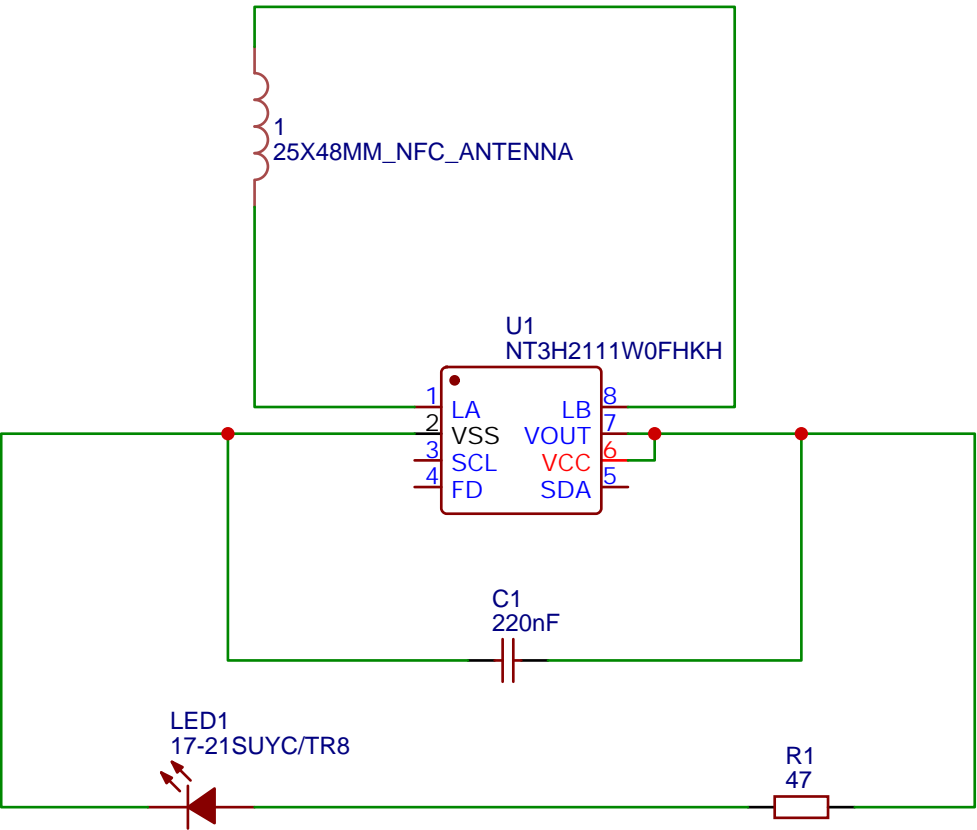 1
25X48MM_NFC_ANTENNA
U1
NT3H2111W0FHKH
1 LA LB 8
2 VSS VOUT 7
3 SCL VCC 6
4 FD SDA 5
C1
220nF
LED1
17-21SUYC/TR8
R1
47